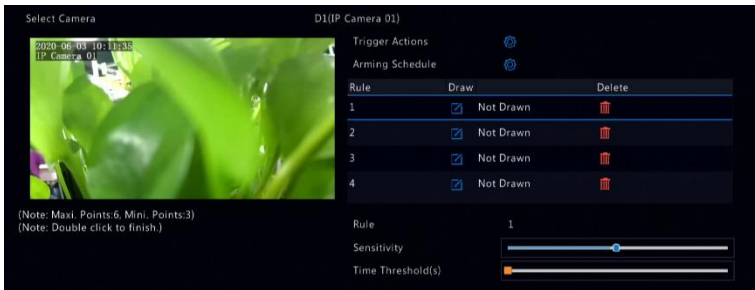 Select Camera
D1(IP Camera 01)
2020-06-03 10:11:35
IP Camera 01
(Note: Maxi. Points:6, Mini. Points:3)
(Note: Double click to finish.)
Trigger Actions
Arming Schedule
Rule Draw Delete
1 Not Drawn
2 Not Drawn
3 Not Drawn
4 Not Drawn
Rule 1
Sensitivity
Time Threshold(s)